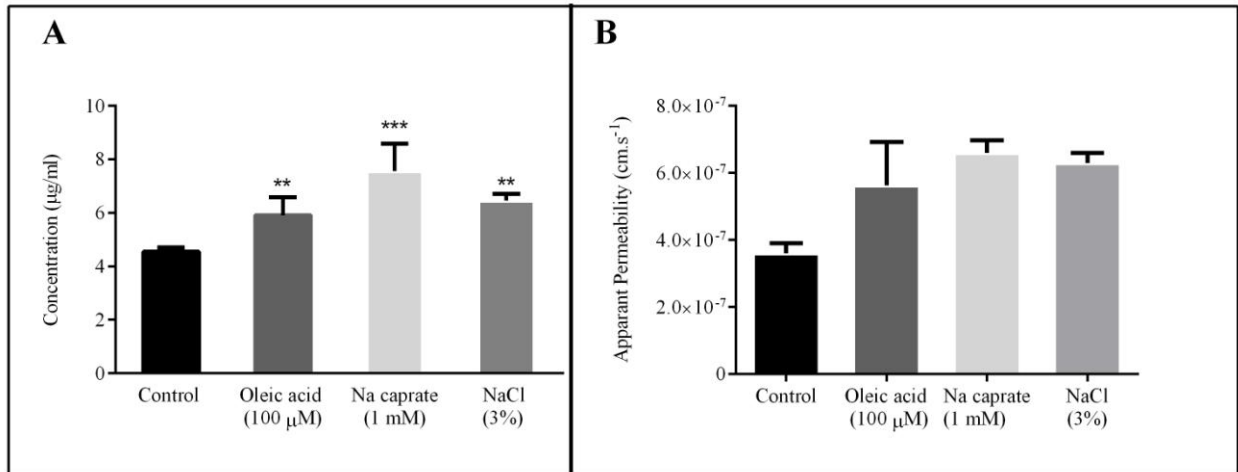 A
Concentration (μg/ml)
10
8
6
4
2
0
**
***
**
Control
Oleic acid
(100 μM)
Na caprate
(1 mM)
NaCl
(3%)
B
Apparant Permeability (cm.s⁻¹)
8.0×10⁻⁷
6.0×10⁻⁷
4.0×10⁻⁷
2.0×10⁻⁷
0
Control
Oleic acid
(100 μM)
Na caprate
(1 mM)
NaCl
(3%)